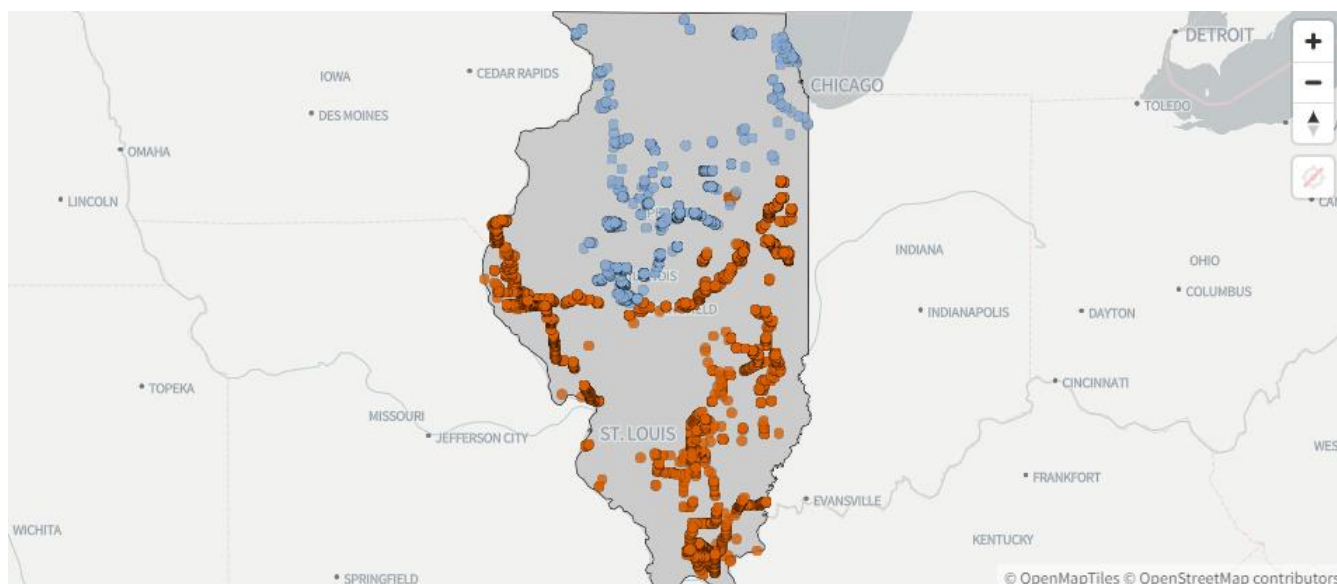 DETROIT
+
CEDAR RAPIDS
IOWA
CHICAGO
−
DES MOINES
TOLEDO
OMAHA
LINCOLN
INDIANA
OHIO
COLUMBUS
INDIANAPOLIS
DAYTON
TOPEKA
CINCINNATI
MISSOURI
JEFFERSON CITY
ST. LOUIS
FRANKFORT
EVANSVILLE
WICHITA
KENTUCKY
SPRINGFIELD
© OpenMapTiles © OpenStreetMap contributors